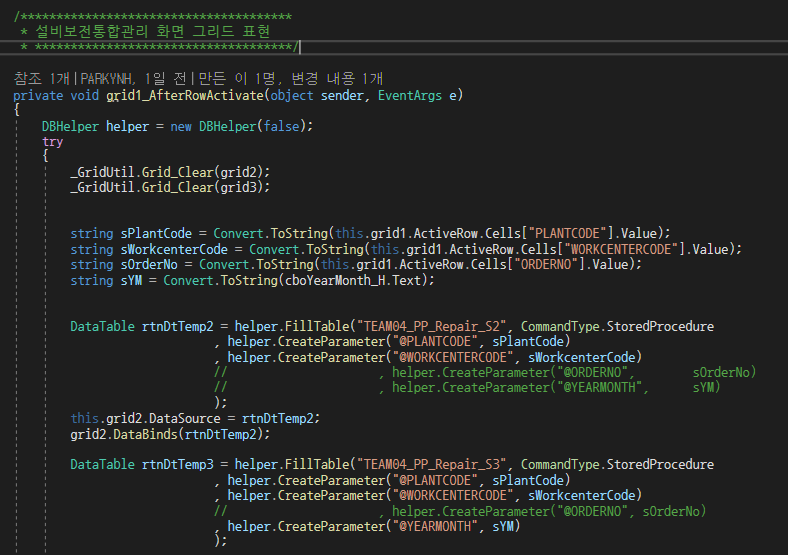 /**************************************
* 설비보전통합관리 화면 그리드 표현
* ************************************/
참조 1개|PARKYNH, 1일 전|만든 이 1명, 변경 내용 1개
private void grid1_AfterRowActivate(object sender, EventArgs e)
{
DBHelper helper = new DBHelper(false);
try
{
_GridUtil.Grid_Clear(grid2);
_GridUtil.Grid_Clear(grid3);
string sPlantCode = Convert.ToString(this.grid1.ActiveRow.Cells["PLANTCODE"].Value);
string sWorkcenterCode = Convert.ToString(this.grid1.ActiveRow.Cells["WORKCENTERCODE"].Value);
string sOrderNo = Convert.ToString(this.grid1.ActiveRow.Cells["ORDERNO"].Value);
string sYM = Convert.ToString(cboYearMonth_H.Text);
DataTable rtnDtTemp2 = helper.FillTable("TEAM04_PP_Repair_S2", CommandType.StoredProcedure
, helper.CreateParameter("@PLANTCODE", sPlantCode)
, helper.CreateParameter("@WORKCENTERCODE", sWorkcenterCode)
// , helper.CreateParameter("@ORDERNO", sOrderNo)
// , helper.CreateParameter("@YEARMONTH", sYM)
);
this.grid2.DataSource = rtnDtTemp2;
grid2.DataBinds(rtnDtTemp2);
DataTable rtnDtTemp3 = helper.FillTable("TEAM04_PP_Repair_S3", CommandType.StoredProcedure
, helper.CreateParameter("@PLANTCODE", sPlantCode)
, helper.CreateParameter("@WORKCENTERCODE", sWorkcenterCode)
// , helper.CreateParameter("@ORDERNO", sOrderNo)
, helper.CreateParameter("@YEARMONTH", sYM)
);